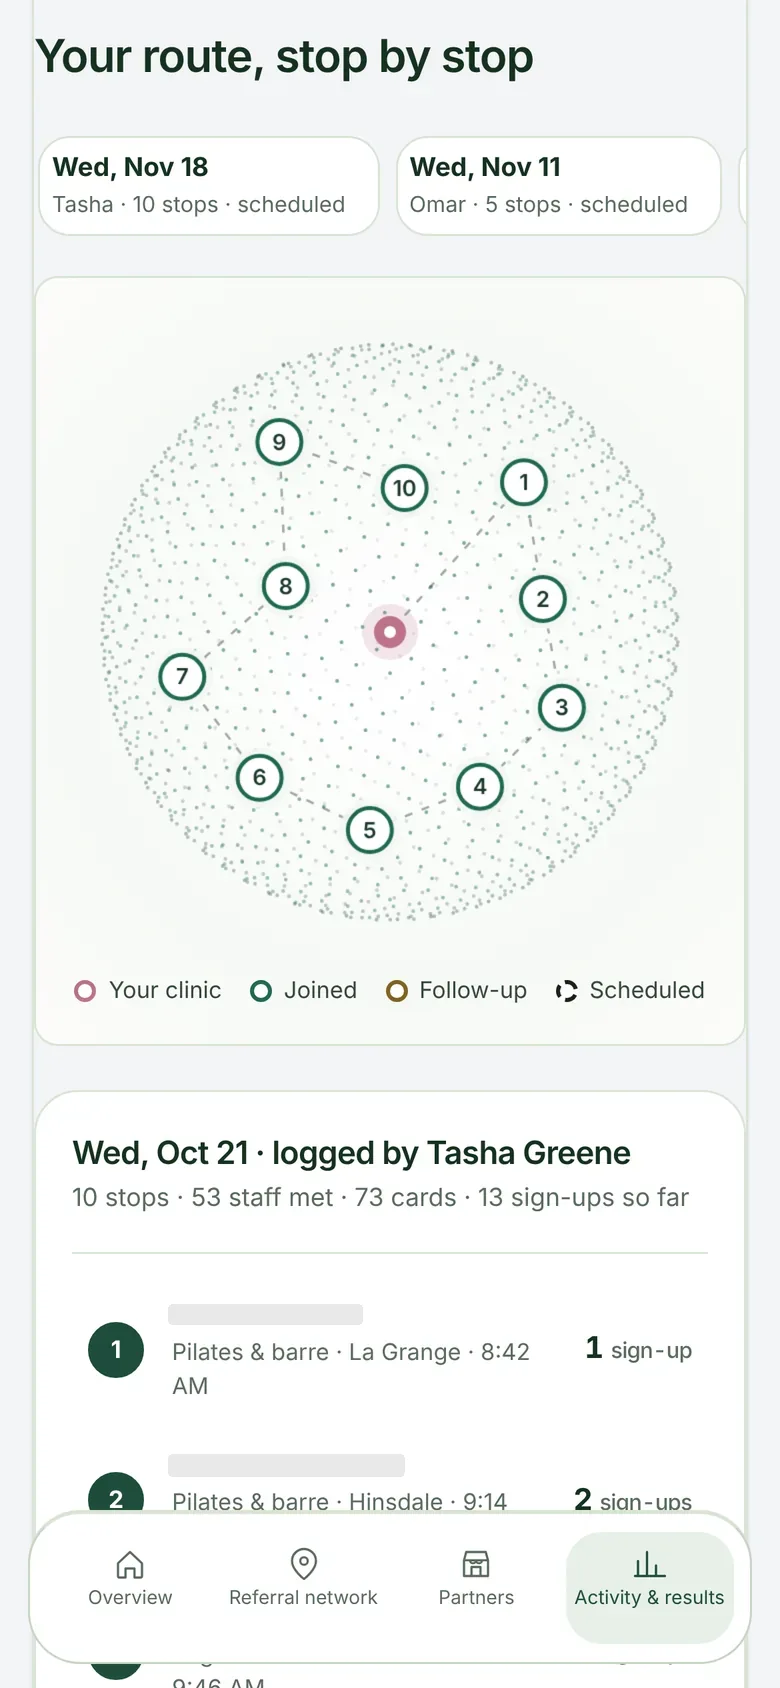 Your route, stop by stop
Wed, Nov 18
Tasha · 10 stops · scheduled
Wed, Nov 11
Omar · 5 stops · scheduled
9
10
1
8
2
7
3
6
4
5
Your clinic
Joined
Follow-up
Scheduled
Wed, Oct 21 · logged by Tasha Greene
10 stops · 53 staff met · 73 cards · 13 sign-ups so far
1
Pilates & barre · La Grange · 8:42
AM
1 sign-up
2
Pilates & barre · Hinsdale · 9:14
2 sign-ups
Overview
Referral network
Partners
Activity & results
9:46 AM